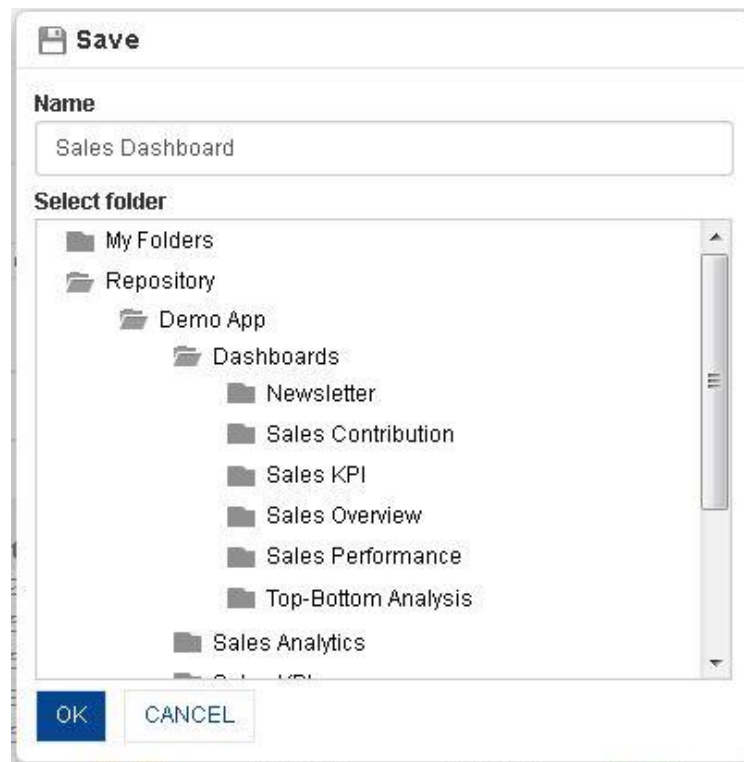 Save
Name
Sales Dashboard
Select folder
My Folders
Repository
Demo App
Dashboards
Newsletter
Sales Contribution
Sales KPI
Sales Overview
Sales Performance
Top-Bottom Analysis
Sales Analytics
OK
CANCEL